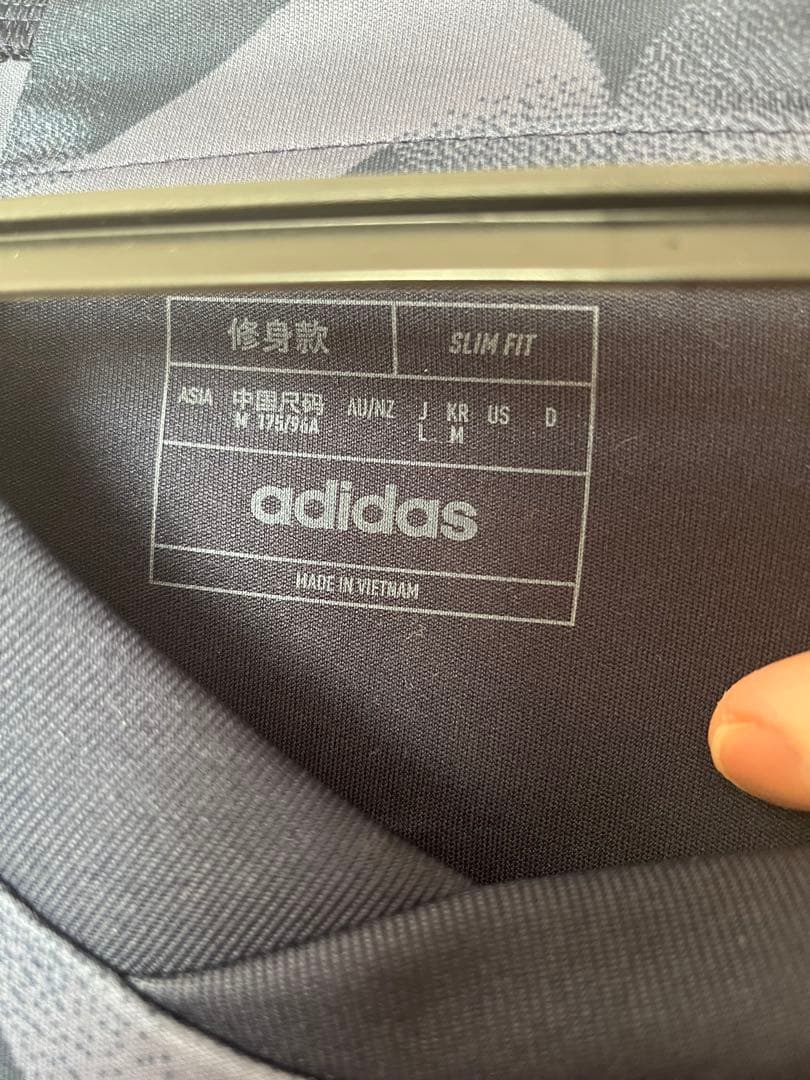 修身款 SLIM FIT
ASIA 中国尺码 AU/NZ J KR US D
M 175/96A L M
adidas
MADE IN VIETNAM